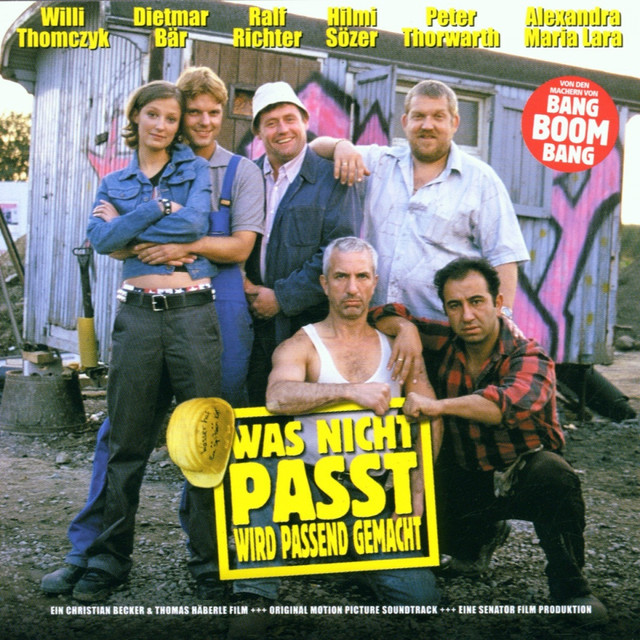 Willi Dietmar Ralf Hilmi Peter Alexandra
Thomczyk Bär Richter Sözer Thorwarth Maria Lara
VON DEN
MACHERN VON
BANG
BOOM
BANG
WAS NICHT
PASST
WIRD PASSEND GEMACHT
EIN CHRISTIAN BECKER & THOMAS HÄBERLE FILM +++ ORIGINAL MOTION PICTURE SOUNDTRACK +++ EINE SENATOR FILM PRODUKTION